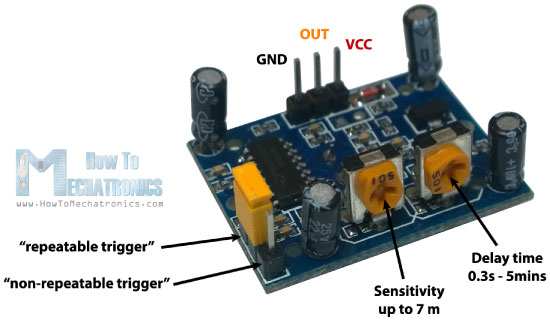 OUT
GND
VCC
How To
MECHATRONICS
www.HowToMechatronics.com
105
105
"repeatable trigger"
"non-repeatable trigger"
Delay time
0.3s - 5mins
Sensitivity
up to 7 m